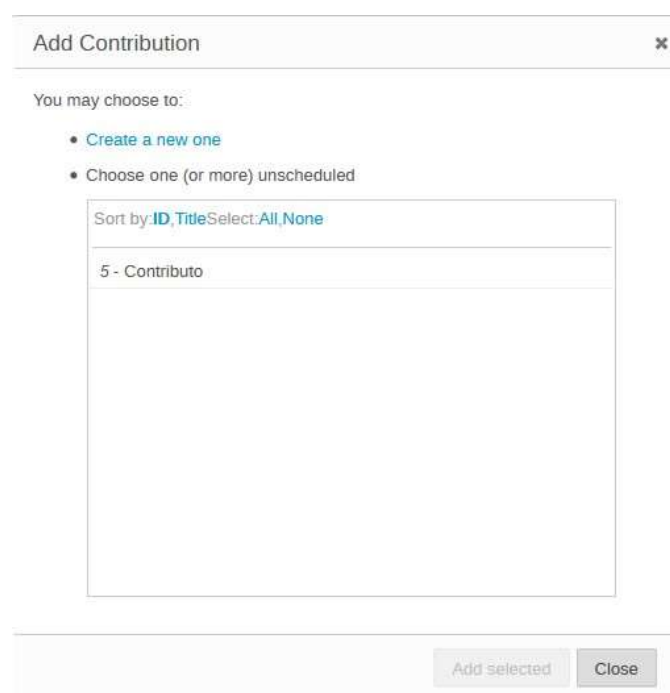 Add Contribution
You may choose to:
Create a new one
Choose one (or more) unscheduled
Sort by:ID,TitleSelect:All,None
5 - Contributo
Add selected Close